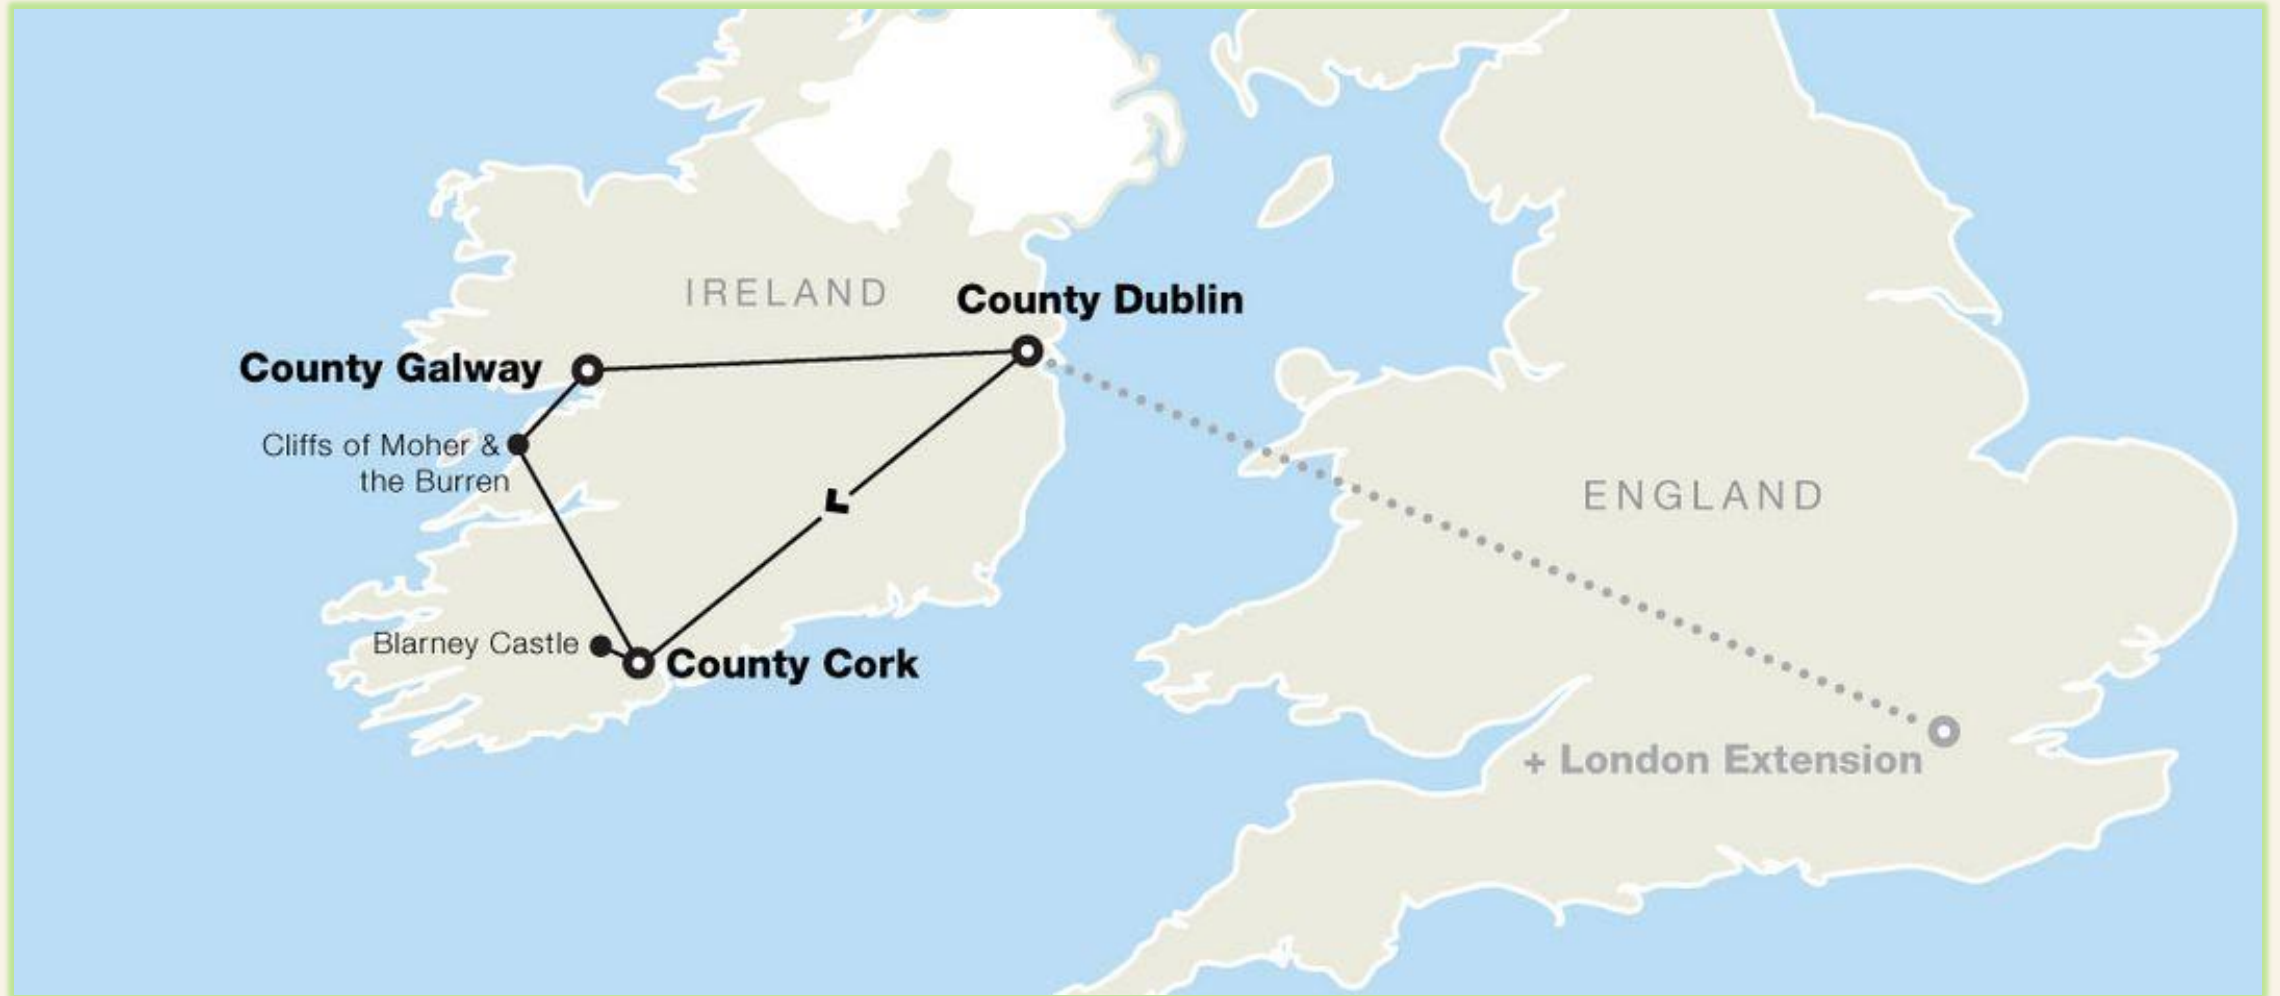 IRELAND
County Dublin
County Galway
Cliffs of Moher &
the Burren
ENGLAND
Blarney Castle
County Cork
+ London Extension